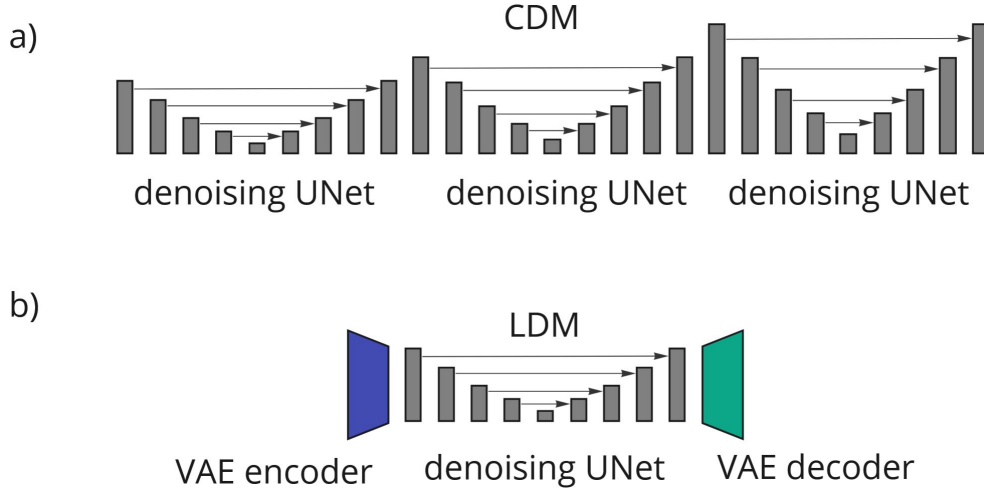 a)
CDM
denoising UNet
denoising UNet
denoising UNet
b)
LDM
VAE encoder
denoising UNet
VAE decoder